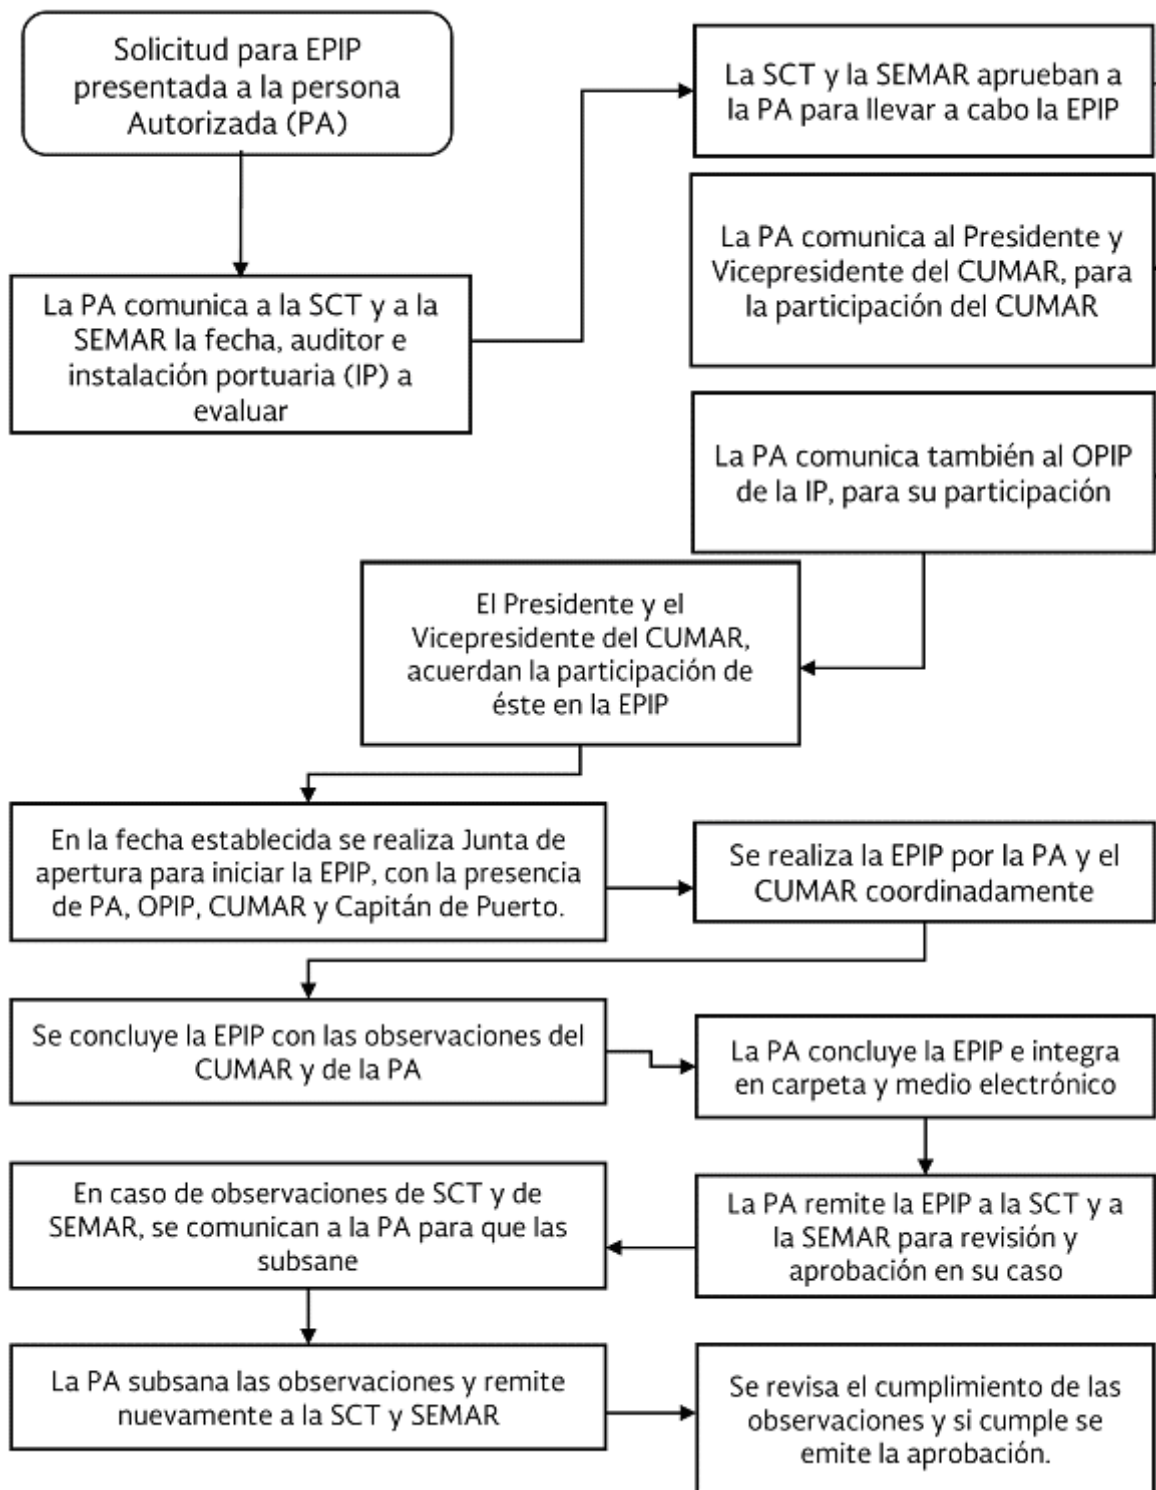 Solicitud para EPIP
presentada a la persona
Autorizada (PA)
La PA comunica a la SCT y a la
SEMAR la fecha, auditor e
instalación portuaria (IP) a
evaluar
La SCT y la SEMAR aprueban a
la PA para llevar a cabo la EPIP
La PA comunica al Presidente y
Vicepresidente del CUMAR, para
la participación del CUMAR
La PA comunica también al OPIP
de la IP, para su participación
El Presidente y el
Vicepresidente del CUMAR,
acuerdan la participación de
éste en la EPIP
En la fecha establecida se realiza Junta de
apertura para iniciar la EPIP, con la presencia
de PA, OPIP, CUMAR y Capitán de Puerto.
Se realiza la EPIP por la PA y el
CUMAR coordinadamente
Se concluye la EPIP con las observaciones del
CUMAR y de la PA
La PA concluye la EPIP e integra
en carpeta y medio electrónico
La PA remite la EPIP a la SCT y a
la SEMAR para revisión y
aprobación en su caso
En caso de observaciones de SCT y de
SEMAR, se comunican a la PA para que las
subsane
La PA subsana las observaciones y remite
nuevamente a la SCT y SEMAR
Se revisa el cumplimiento de las
observaciones y si cumple se
emite la aprobación.